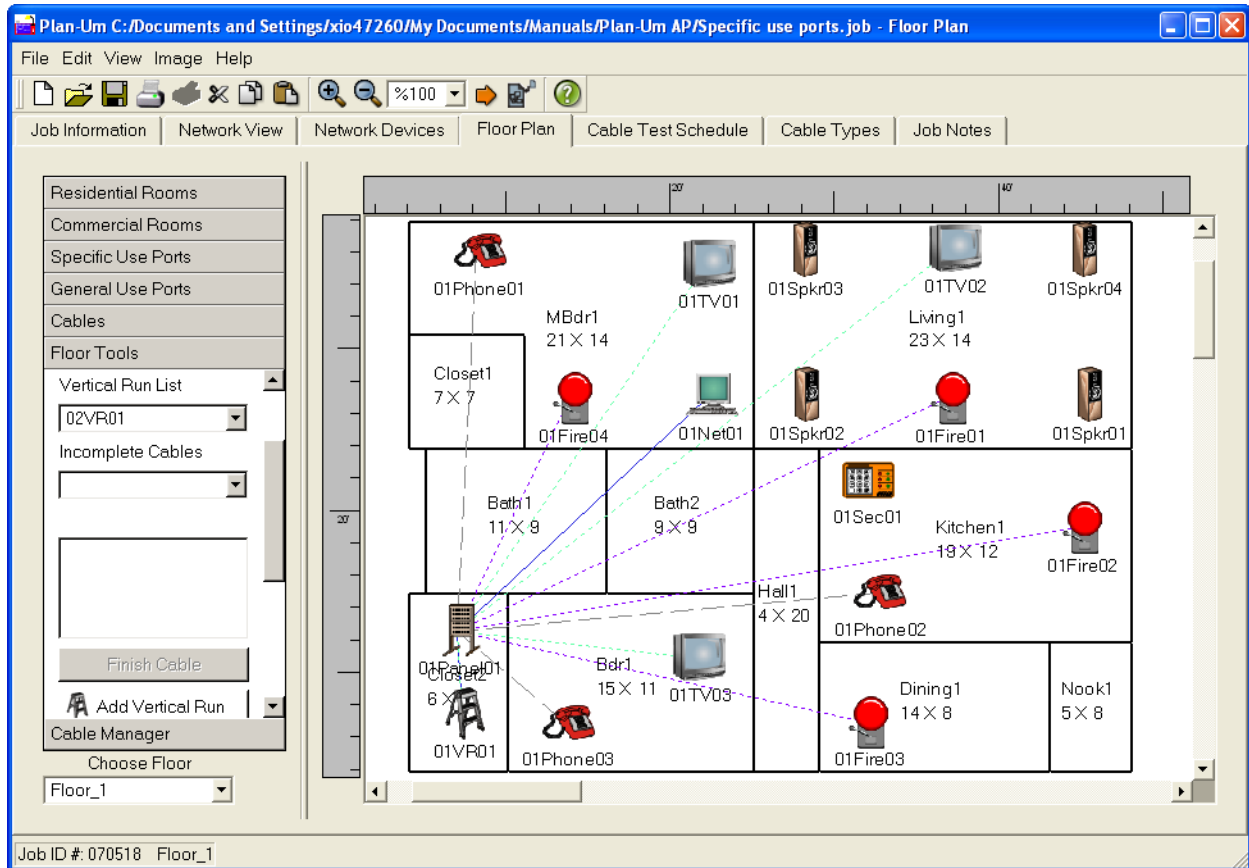 Plan-Um C:/Documents and Settings/xio47260/My Documents/Manuals/Plan-Um AP/Specific use ports.job - Floor Plan
File Edit View Image Help
%100
Job Information
Network View
Network Devices
Floor Plan
Cable Test Schedule
Cable Types
Job Notes
Residential Rooms
Commercial Rooms
Specific Use Ports
General Use Ports
Cables
Floor Tools
Vertical Run List
02VR01
Incomplete Cables
Finish Cable
Add Vertical Run
Cable Manager
Choose Floor
Floor_1
20'
40'
20'
01Phone01
01TV01
01Spkr03
01TV02
01Spkr04
MBdr1
21 X 14
Living1
23 X 14
Closet1
7 X 7
01Fire04
01Net01
01Spkr02
01Fire01
01Spkr01
Bath1
11 X 9
Bath2
9 X 9
01Sec01
Kitchen1
19 X 12
01Fire02
Hall1
4 X 20
01Phone02
01Panel01
Closet2
6 X
01VR01
Bdr1
15 X 11
01TV03
01Phone03
Dining1
14 X 8
01Fire03
Nook1
5 X 8
Job ID #: 070518 Floor_1